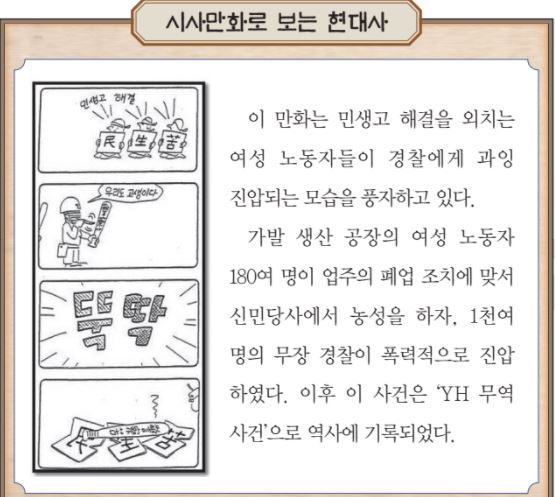 시사만화로 보는 현대사
민생고 해결
民 生 苦
우리도 고생이다
뚝딱
生 苦
이 만화는 민생고 해결을 외치는
여성 노동자들이 경찰에게 과잉
진압되는 모습을 풍자하고 있다.
가발 생산 공장의 여성 노동자
180여 명이 업주의 폐업 조치에 맞서
신민당사에서 농성을 하자, 1천여
명의 무장 경찰이 폭력적으로 진압
하였다. 이후 이 사건은 ‘YH 무역
사건’으로 역사에 기록되었다.